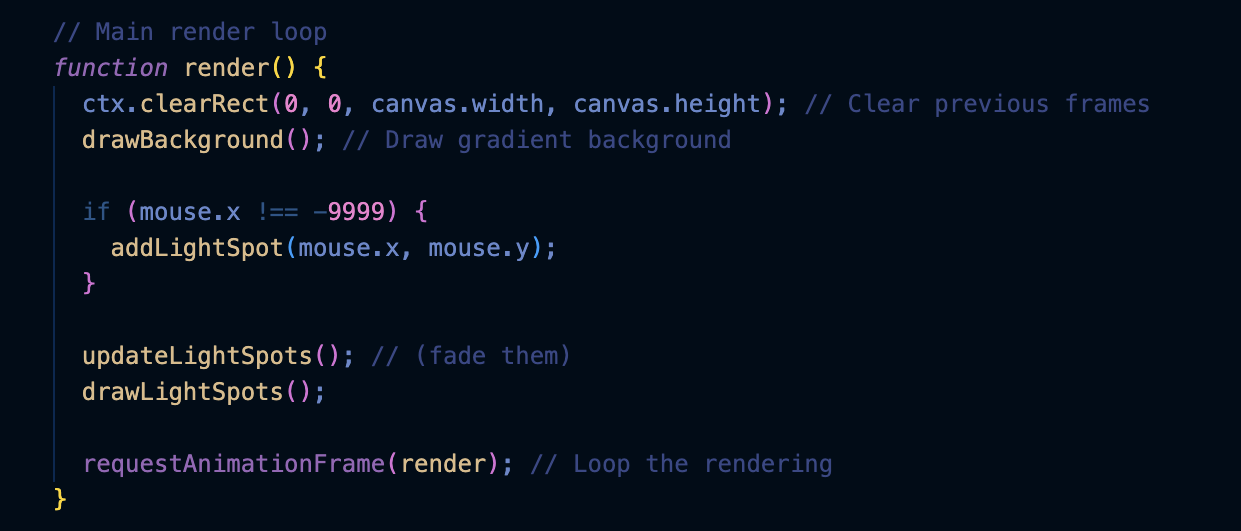 // Main render loop
function render() {
  ctx.clearRect(0, 0, canvas.width, canvas.height); // Clear previous frames
  drawBackground(); // Draw gradient background

  if (mouse.x !== -9999) {
    addLightSpot(mouse.x, mouse.y);
  }

  updateLightSpots(); // (fade them)
  drawLightSpots();

  requestAnimationFrame(render); // Loop the rendering
}